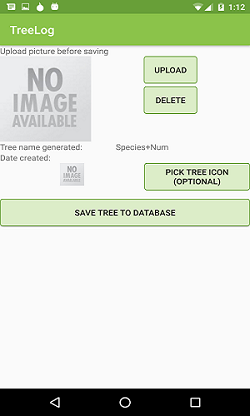 1:12
TreeLog
Upload picture before saving
NO
IMAGE
AVAILABLE
UPLOAD
DELETE
Tree name generated: Species+Num
Date created:
NO
IMAGE
AVAILABLE
PICK TREE ICON
(OPTIONAL)
SAVE TREE TO DATABASE